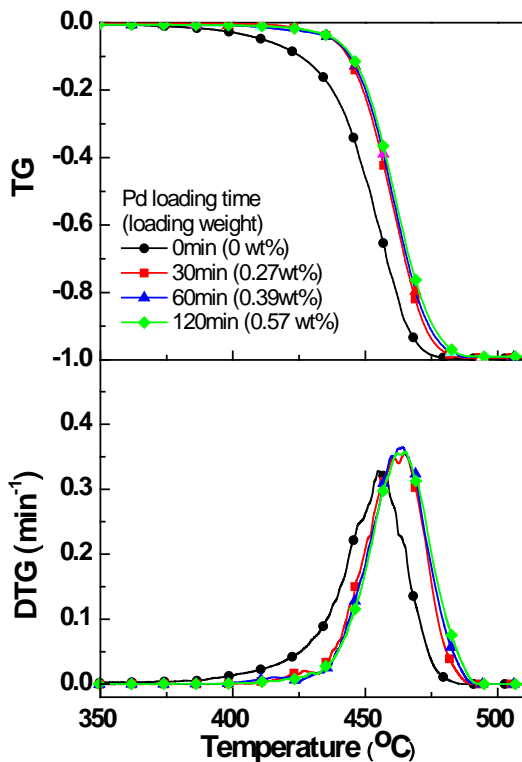 0.0
-0.2
-0.4
-0.6
-0.8
-1.0
TG
Pd loading time
(loading weight)
0min (0 wt%)
30min (0.27wt%)
60min (0.39wt%)
120min (0.57 wt%)
0.4
0.3
0.2
0.1
0.0
DTG (min⁻¹)
350 400 450 500
Temperature (ºC)